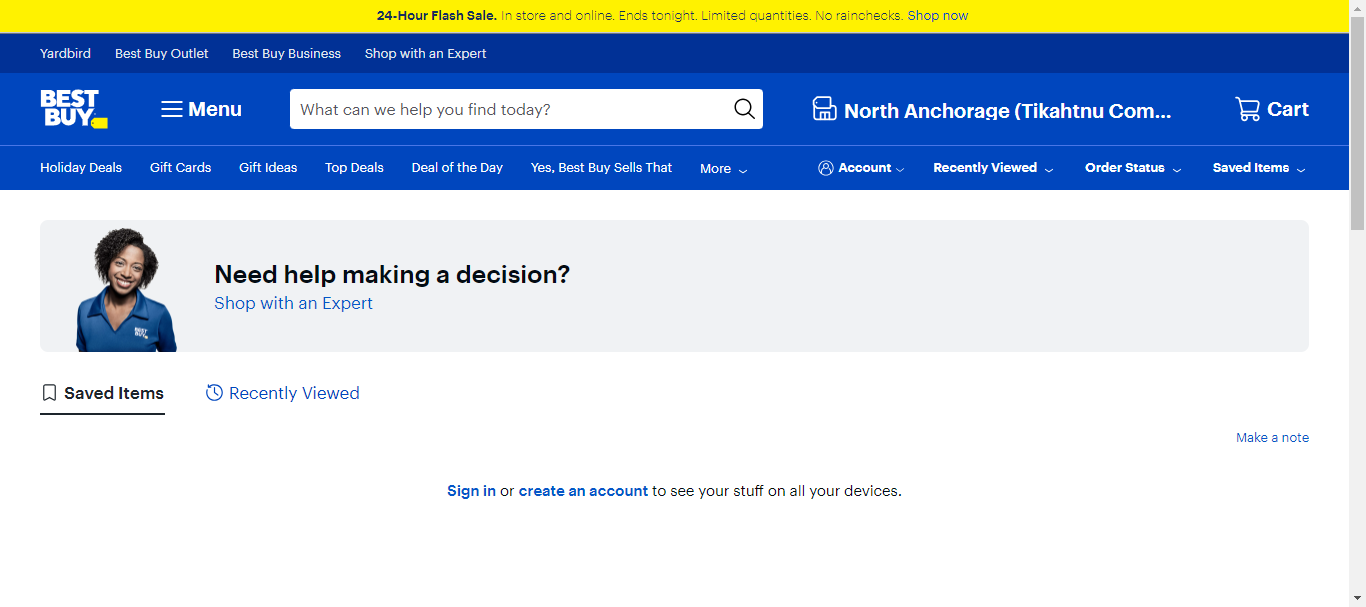 24-Hour Flash Sale. In store and online. Ends tonight. Limited quantities. No rainchecks. Shop now
Yardbird Best Buy Outlet Best Buy Business Shop with an Expert
BEST BUY Menu What can we help you find today? North Anchorage (Tikahtnu Com... Cart
Holiday Deals Gift Cards Gift Ideas Top Deals Deal of the Day Yes, Best Buy Sells That More Account Recently Viewed Order Status Saved Items
Need help making a decision?
Shop with an Expert
BEST BUY
Saved Items Recently Viewed
Make a note
Sign in or create an account to see your stuff on all your devices.